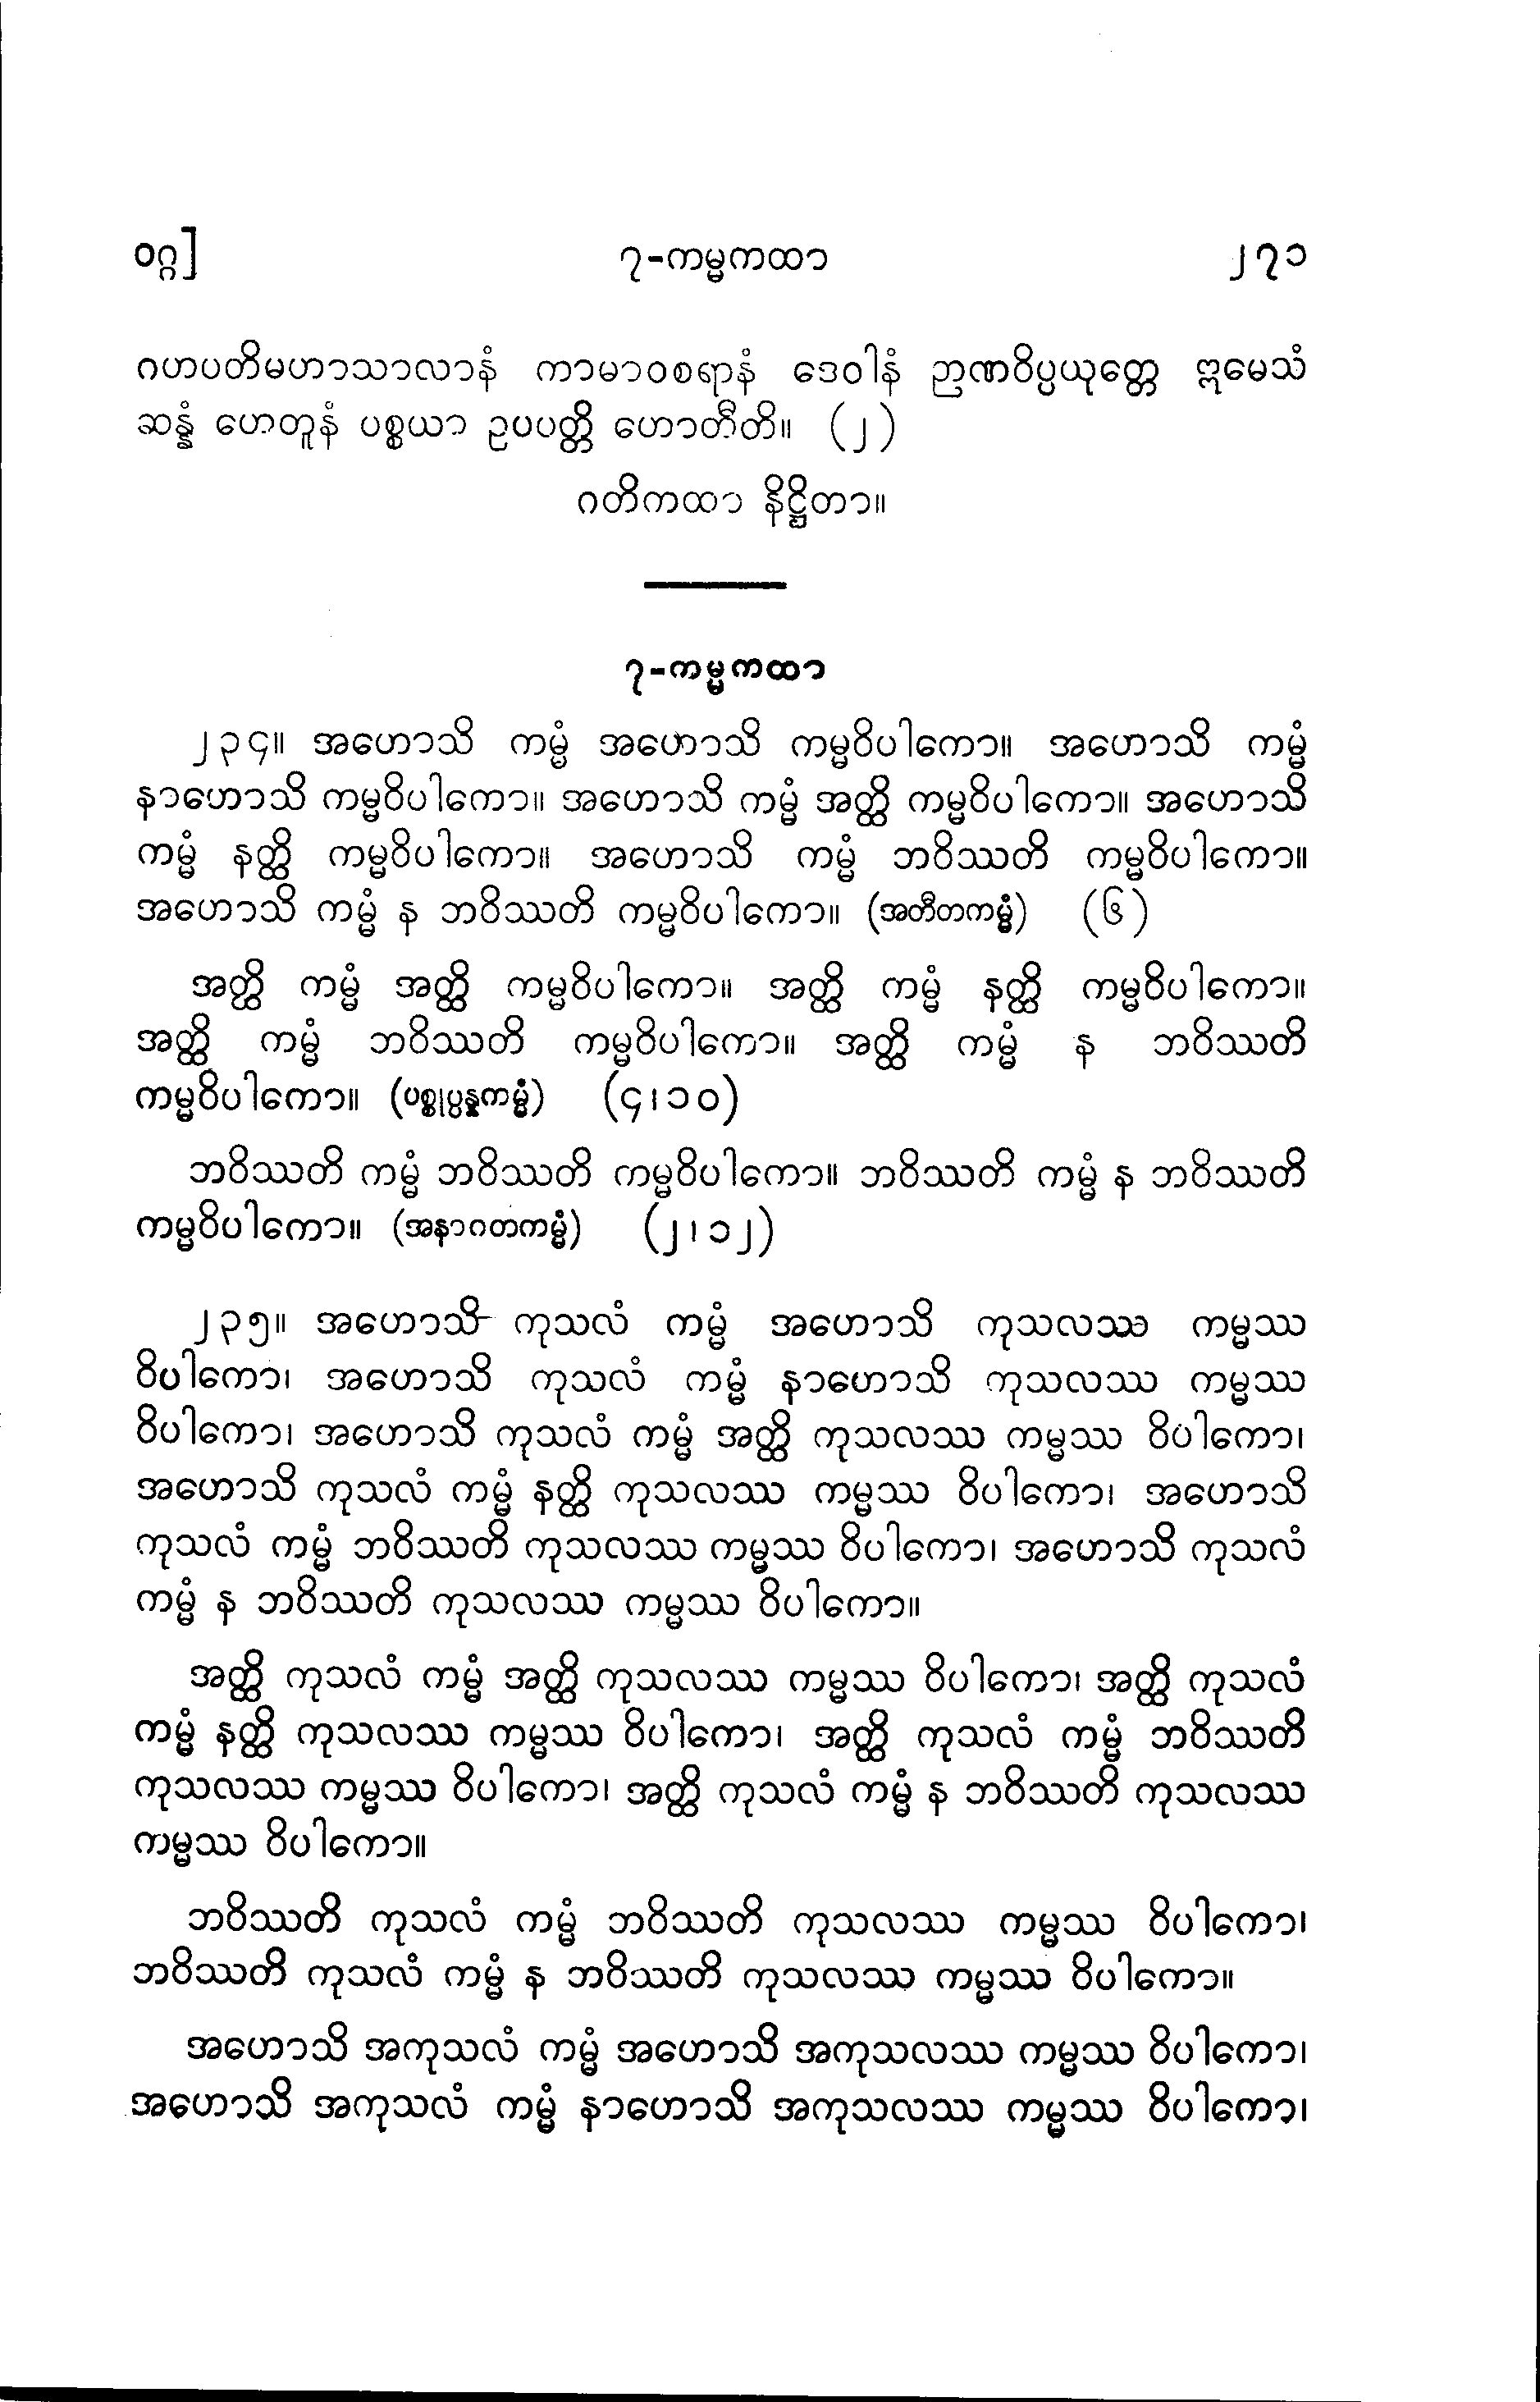 ဝဂ္ဂ] ၇-ကမ္မကထာ ၂၇၁
ဂဟပတိမဟာသာလာနံ ကာမာဝစရာနံ ဒေဝါနံ ဉာဏဝိပ္ပယုတ္တေ ဣမေသံ
ဆန္နံ ဟေတူနံ ပစ္စယာ ဥပပတ္တိ ဟောတီတိ။ (၂)
ဂတိကထာ နိဋ္ဌိတာ။
၇-ကမ္မကထာ
၂၃၄။ အဟောသိ ကမ္မံ အဟောသိ ကမ္မဝိပါကော။ အဟောသိ ကမ္မံ
နာဟောသိ ကမ္မဝိပါကော။ အဟောသိ ကမ္မံ အတ္ထိ ကမ္မဝိပါကော။ အဟောသိ
ကမ္မံ နတ္ထိ ကမ္မဝိပါကော။ အဟောသိ ကမ္မံ ဘဝိဿတိ ကမ္မဝိပါကော။
အဟောသိ ကမ္မံ န ဘဝိဿတိ ကမ္မဝိပါကော။ (အတီတကမ္မံ) (၆)
အတ္ထိ ကမ္မံ အတ္ထိ ကမ္မဝိပါကော။ အတ္ထိ ကမ္မံ နတ္ထိ ကမ္မဝိပါကော။
အတ္ထိ ကမ္မံ ဘဝိဿတိ ကမ္မဝိပါကော။ အတ္ထိ ကမ္မံ န ဘဝိဿတိ
ကမ္မဝိပါကော။ (ပစ္စုပ္ပန္နကမ္မံ) (၄၊၁၀)
ဘဝိဿတိ ကမ္မံ ဘဝိဿတိ ကမ္မဝိပါကော။ ဘဝိဿတိ ကမ္မံ န ဘဝိဿတိ
ကမ္မဝိပါကော။ (အနာဂတကမ္မံ) (၂၊၁၂)
၂၃၅။ အဟောသိ ကုသလံ ကမ္မံ အဟောသိ ကုသလဿ ကမ္မဿ
ဝိပါကော၊ အဟောသိ ကုသလံ ကမ္မံ နာဟောသိ ကုသလဿ ကမ္မဿ
ဝိပါကော၊ အဟောသိ ကုသလံ ကမ္မံ အတ္ထိ ကုသလဿ ကမ္မဿ ဝိပါကော၊
အဟောသိ ကုသလံ ကမ္မံ နတ္ထိ ကုသလဿ ကမ္မဿ ဝိပါကော၊ အဟောသိ
ကုသလံ ကမ္မံ ဘဝိဿတိ ကုသလဿ ကမ္မဿ ဝိပါကော၊ အဟောသိ ကုသလံ
ကမ္မံ န ဘဝိဿတိ ကုသလဿ ကမ္မဿ ဝိပါကော။
အတ္ထိ ကုသလံ ကမ္မံ အတ္ထိ ကုသလဿ ကမ္မဿ ဝိပါကော၊ အတ္ထိ ကုသလံ
ကမ္မံ နတ္ထိ ကုသလဿ ကမ္မဿ ဝိပါကော၊ အတ္ထိ ကုသလံ ကမ္မံ ဘဝိဿတိ
ကုသလဿ ကမ္မဿ ဝိပါကော၊ အတ္ထိ ကုသလံ ကမ္မံ န ဘဝိဿတိ ကုသလဿ
ကမ္မဿ ဝိပါကော။
ဘဝိဿတိ ကုသလံ ကမ္မံ ဘဝိဿတိ ကုသလဿ ကမ္မဿ ဝိပါကော၊
ဘဝိဿတိ ကုသလံ ကမ္မံ န ဘဝိဿတိ ကုသလဿ ကမ္မဿ ဝိပါကော။
အဟောသိ အကုသလံ ကမ္မံ အဟောသိ အကုသလဿ ကမ္မဿ ဝိပါကော၊
အဟောသိ အကုသလံ ကမ္မံ နာဟောသိ အကုသလဿ ကမ္မဿ ဝိပါကော၊